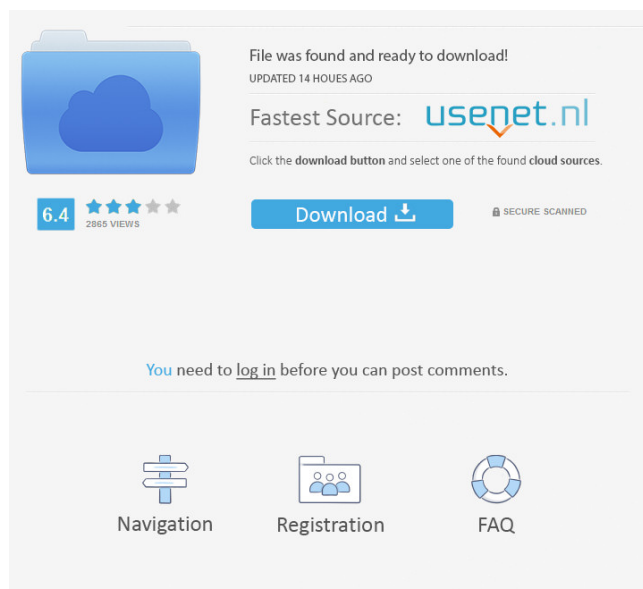 File was found and ready to download!
UPDATED 14 HOUES AGO
Fastest Source: usenet.nl
Click the download button and select one of the found cloud sources.
6.4
2865 VIEWS
Download
SECURE SCANNED
You need to log in before you can post comments.
Navigation
Registration
FAQ